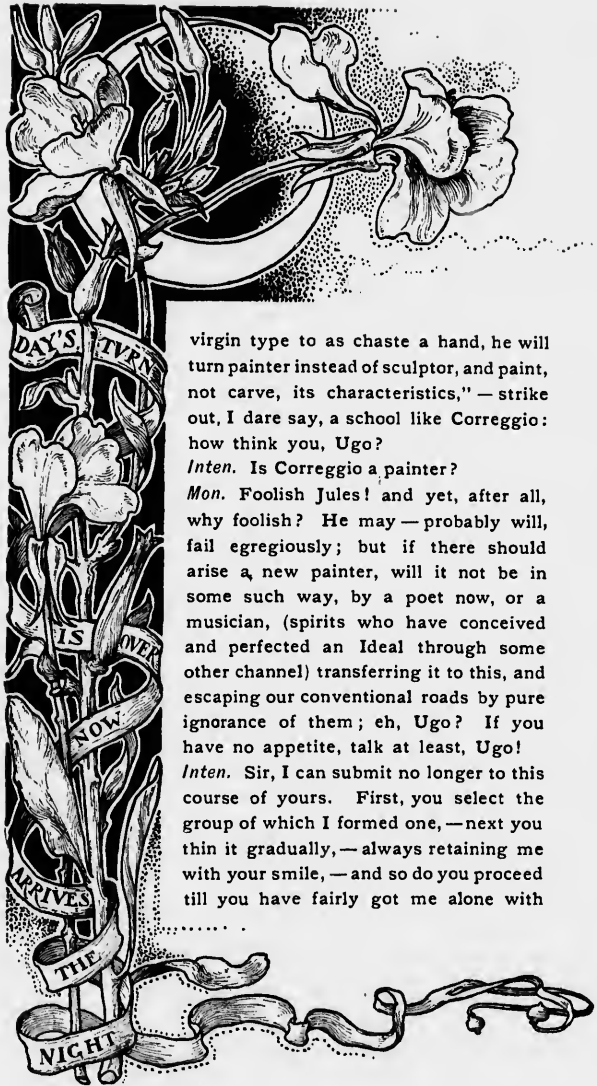 DAY'S TVRN
IS OVER
NOW
ARRIVES
THE
NIGHT
virgin type to as chaste a hand, he will
turn painter instead of sculptor, and paint,
not carve, its characteristics," — strike
out, I dare say, a school like Correggio:
how think you, Ugo?
Inten. Is Correggio a painter?
Mon. Foolish Jules! and yet, after all,
why foolish? He may — probably will,
fail egregiously; but if there should
arise a new painter, will it not be in
some such way, by a poet now, or a
musician, (spirits who have conceived
and perfected an Ideal through some
other channel) transferring it to this, and
escaping our conventional roads by pure
ignorance of them; eh, Ugo? If you
have no appetite, talk at least, Ugo!
Inten. Sir, I can submit no longer to this
course of yours. First, you select the
group of which I formed one, — next you
thin it gradually, — always retaining me
with your smile, — and so do you proceed
till you have fairly got me alone with